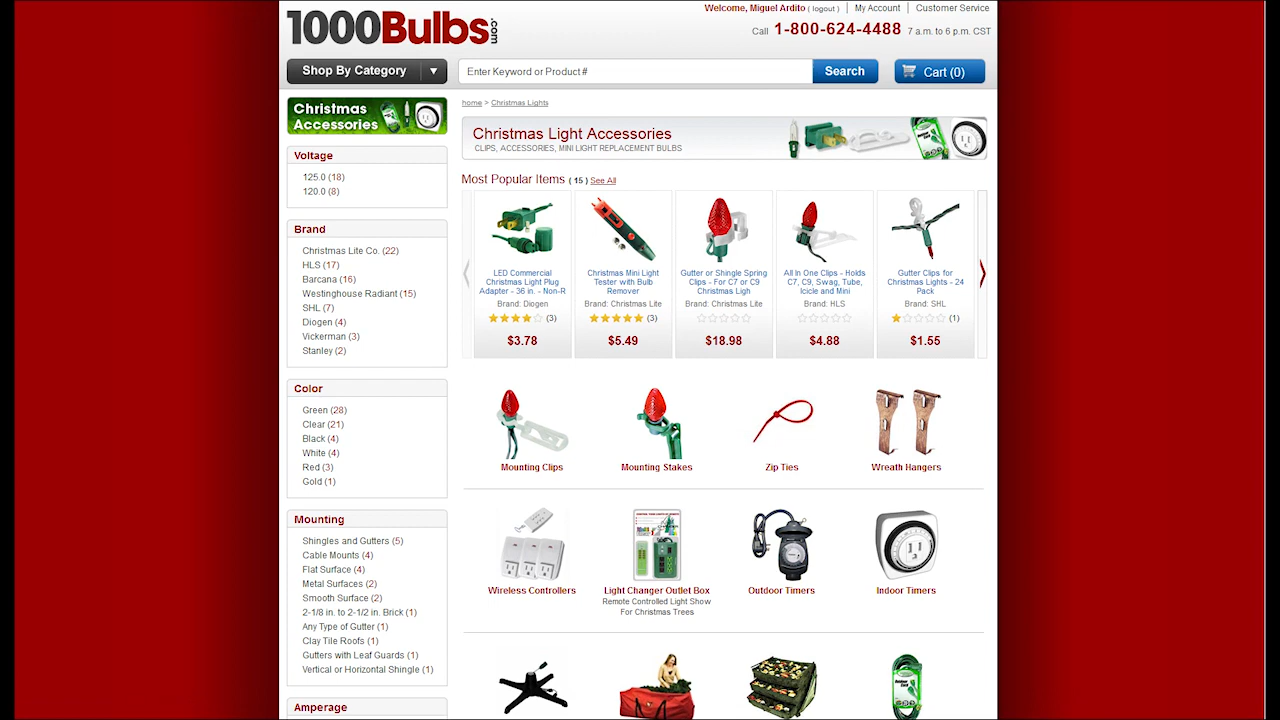 1000Bulbs.com
Welcome, Miguel Ardito ( logout ) | My Account | Customer Service
Call 1-800-624-4488 7 a.m. to 6 p.m. CST
Shop By Category ▼
Enter Keyword or Product #
Search
Cart (0)
Christmas
Accessories
Voltage
125.0 (18)
120.0 (8)
Brand
Christmas Lite Co. (22)
HLS (17)
Barcana (16)
Westinghouse Radiant (15)
SHL (7)
Diogen (4)
Vickerman (3)
Stanley (2)
Color
Green (28)
Clear (21)
Black (4)
White (4)
Red (3)
Gold (1)
Mounting
Shingles and Gutters (5)
Cable Mounts (4)
Flat Surface (4)
Metal Surfaces (2)
Smooth Surface (2)
2-1/8 in. to 2-1/2 in. Brick (1)
Any Type of Gutter (1)
Clay Tile Roofs (1)
Gutters with Leaf Guards (1)
Vertical or Horizontal Shingle (1)
Amperage
home > Christmas Lights
Christmas Light Accessories
CLIPS, ACCESSORIES, MINI LIGHT REPLACEMENT BULBS
Most Popular Items ( 15 ) See All
LED Commercial
Christmas Light Plug
Adapter - 36 in. - Non-R
Brand: Diogen
(3)
$3.78
Christmas Mini Light
Tester with Bulb
Remover
Brand: Christmas Lite
(3)
$5.49
Gutter or Shingle Spring
Clips - For C7 or C9
Christmas Ligh
Brand: Christmas Lite
$18.98
All In One Clips - Holds
C7, C9, Swag, Tube,
Icicle and Mini
Brand: HLS
$4.88
Gutter Clips for
Christmas Lights - 24
Pack
Brand: SHL
(1)
$1.55
Mounting Clips
Mounting Stakes
Zip Ties
Wreath Hangers
Wireless Controllers
Light Changer Outlet Box
Remote Controlled Light Show
For Christmas Trees
Outdoor Timers
Indoor Timers